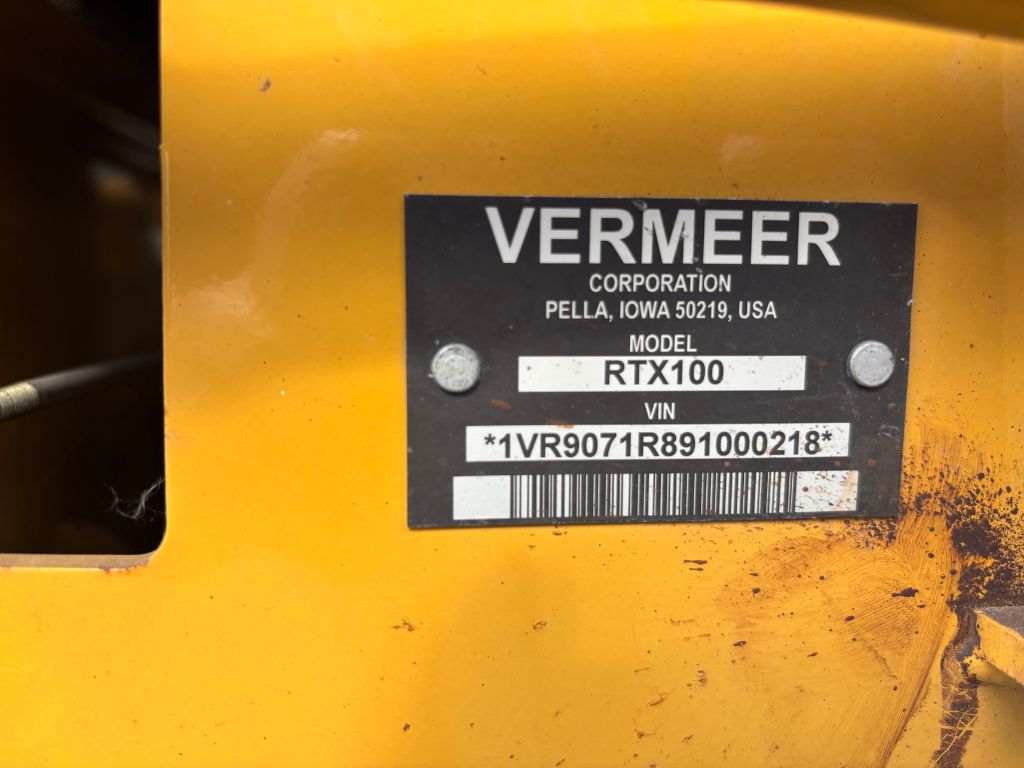 VERMEER
CORPORATION
PELLA, IOWA 50219, USA
MODEL
RTX100
VIN
*1VR9071R891000218*